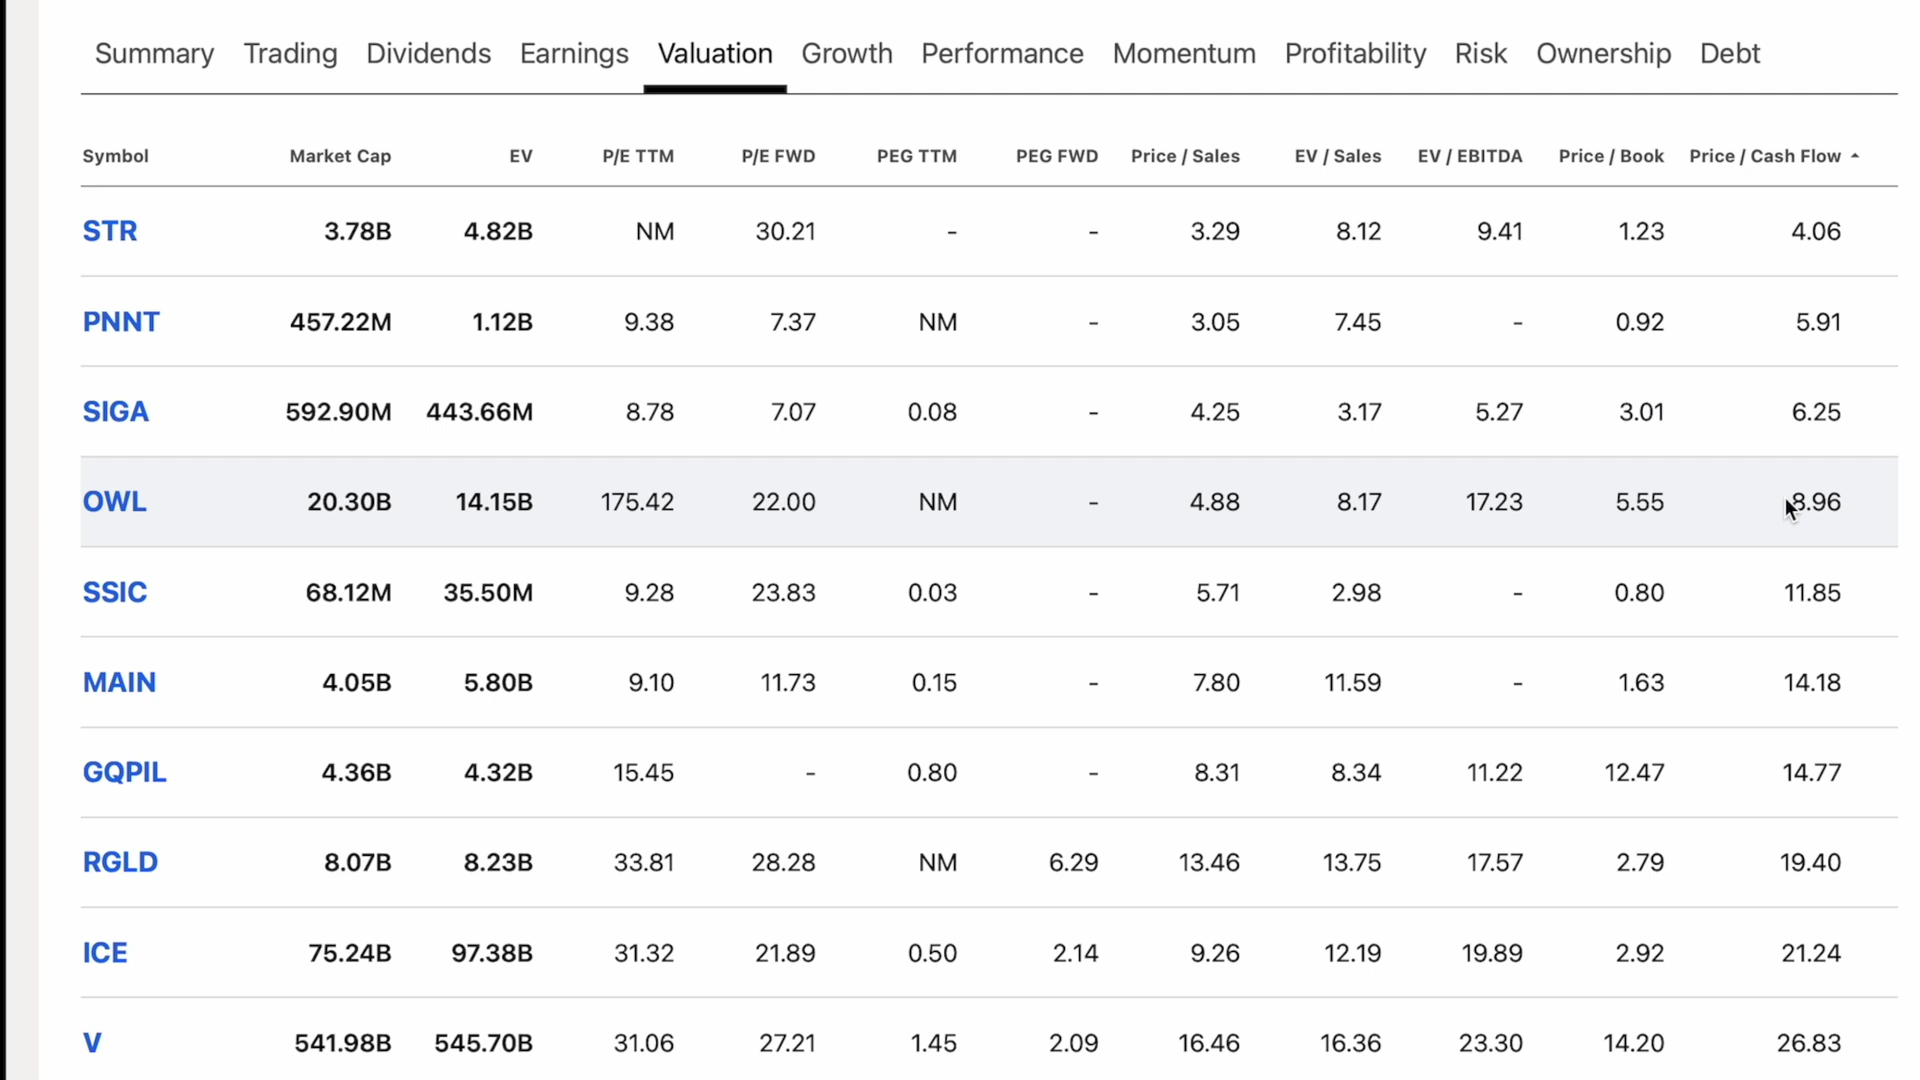 Summary Trading Dividends Earnings Valuation Growth Performance Momentum Profitability Risk Ownership Debt
Symbol Market Cap EV P/E TTM P/E FWD PEG TTM PEG FWD Price / Sales EV / Sales EV / EBITDA Price / Book Price / Cash Flow
STR 3.78B 4.82B NM 30.21 - - 3.29 8.12 9.41 1.23 4.06
PNNT 457.22M 1.12B 9.38 7.37 NM - 3.05 7.45 - 0.92 5.91
SIGA 592.90M 443.66M 8.78 7.07 0.08 - 4.25 3.17 5.27 3.01 6.25
OWL 20.30B 14.15B 175.42 22.00 NM - 4.88 8.17 17.23 5.55 8.96
SSIC 68.12M 35.50M 9.28 23.83 0.03 - 5.71 2.98 - 0.80 11.85
MAIN 4.05B 5.80B 9.10 11.73 0.15 - 7.80 11.59 - 1.63 14.18
GQPIL 4.36B 4.32B 15.45 - 0.80 - 8.31 8.34 11.22 12.47 14.77
RGLD 8.07B 8.23B 33.81 28.28 NM 6.29 13.46 13.75 17.57 2.79 19.40
ICE 75.24B 97.38B 31.32 21.89 0.50 2.14 9.26 12.19 19.89 2.92 21.24
V 541.98B 545.70B 31.06 27.21 1.45 2.09 16.46 16.36 23.30 14.20 26.83